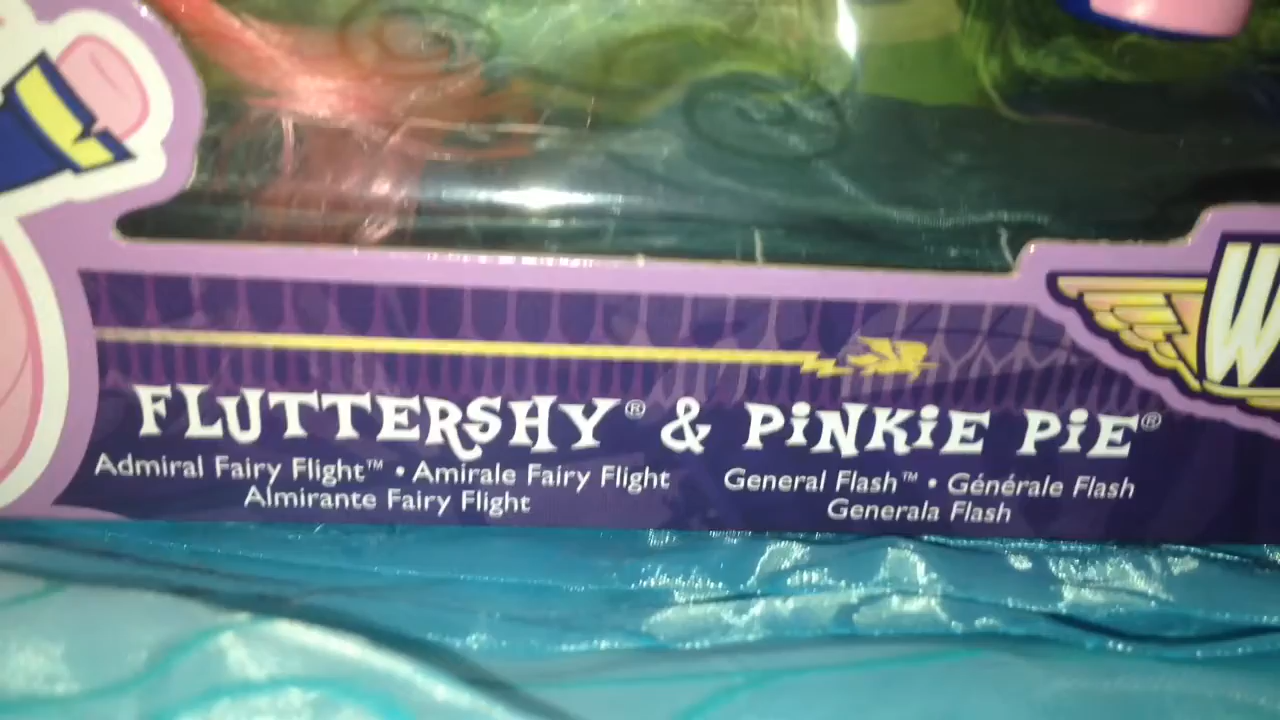 FLUTTERSHY® & PiNKiE PiE®
Admiral Fairy Flight™ • Amirale Fairy Flight
Almirante Fairy Flight
General Flash™ • Générale Flash
Generala Flash
W